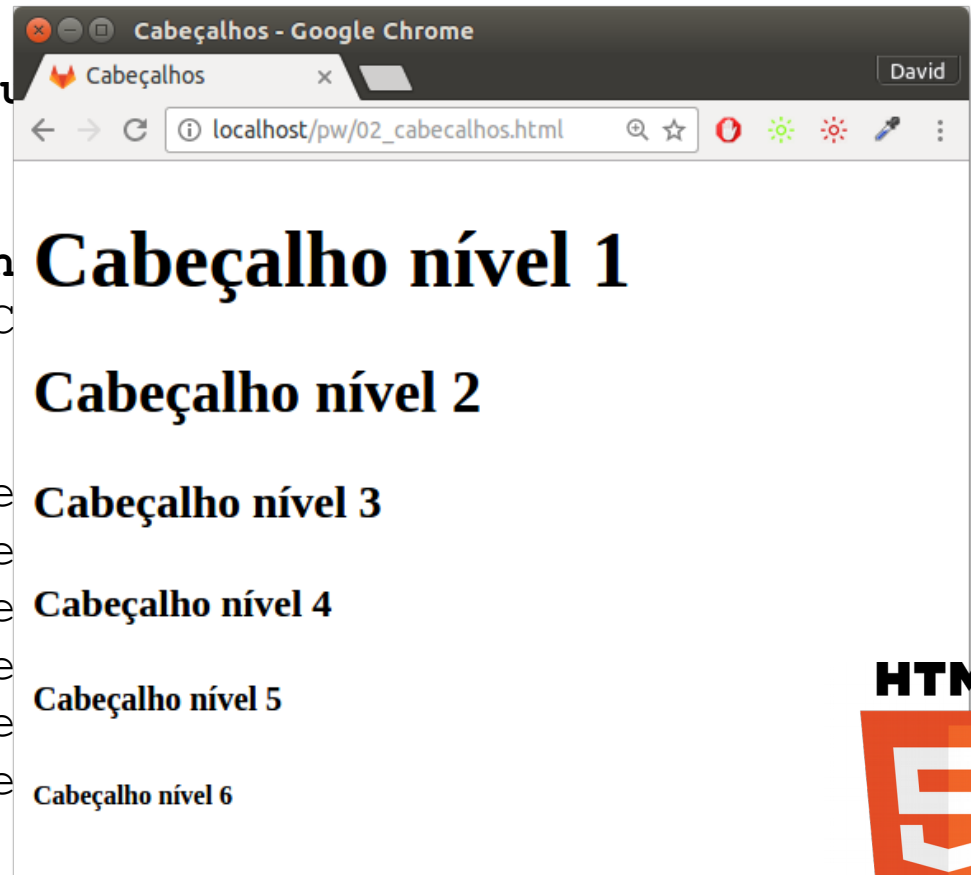 Cabeçalhos - Google Chrome
Cabeçalhos
David
localhost/pw/02_cabecalhos.html
Cabeçalho nível 1
Cabeçalho nível 2
Cabeçalho nível 3
Cabeçalho nível 4
Cabeçalho nível 5
Cabeçalho nível 6